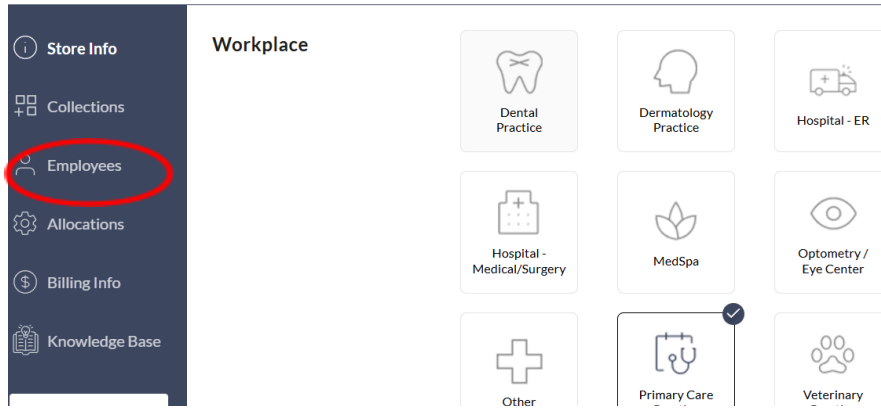 Store Info
Collections
Employees
Allocations
Billing Info
Knowledge Base
Workplace
Dental
Practice
Dermatology
Practice
Hospital - ER
Hospital -
Medical/Surgery
MedSpa
Optometry /
Eye Center
Other
Primary Care
Veterinary